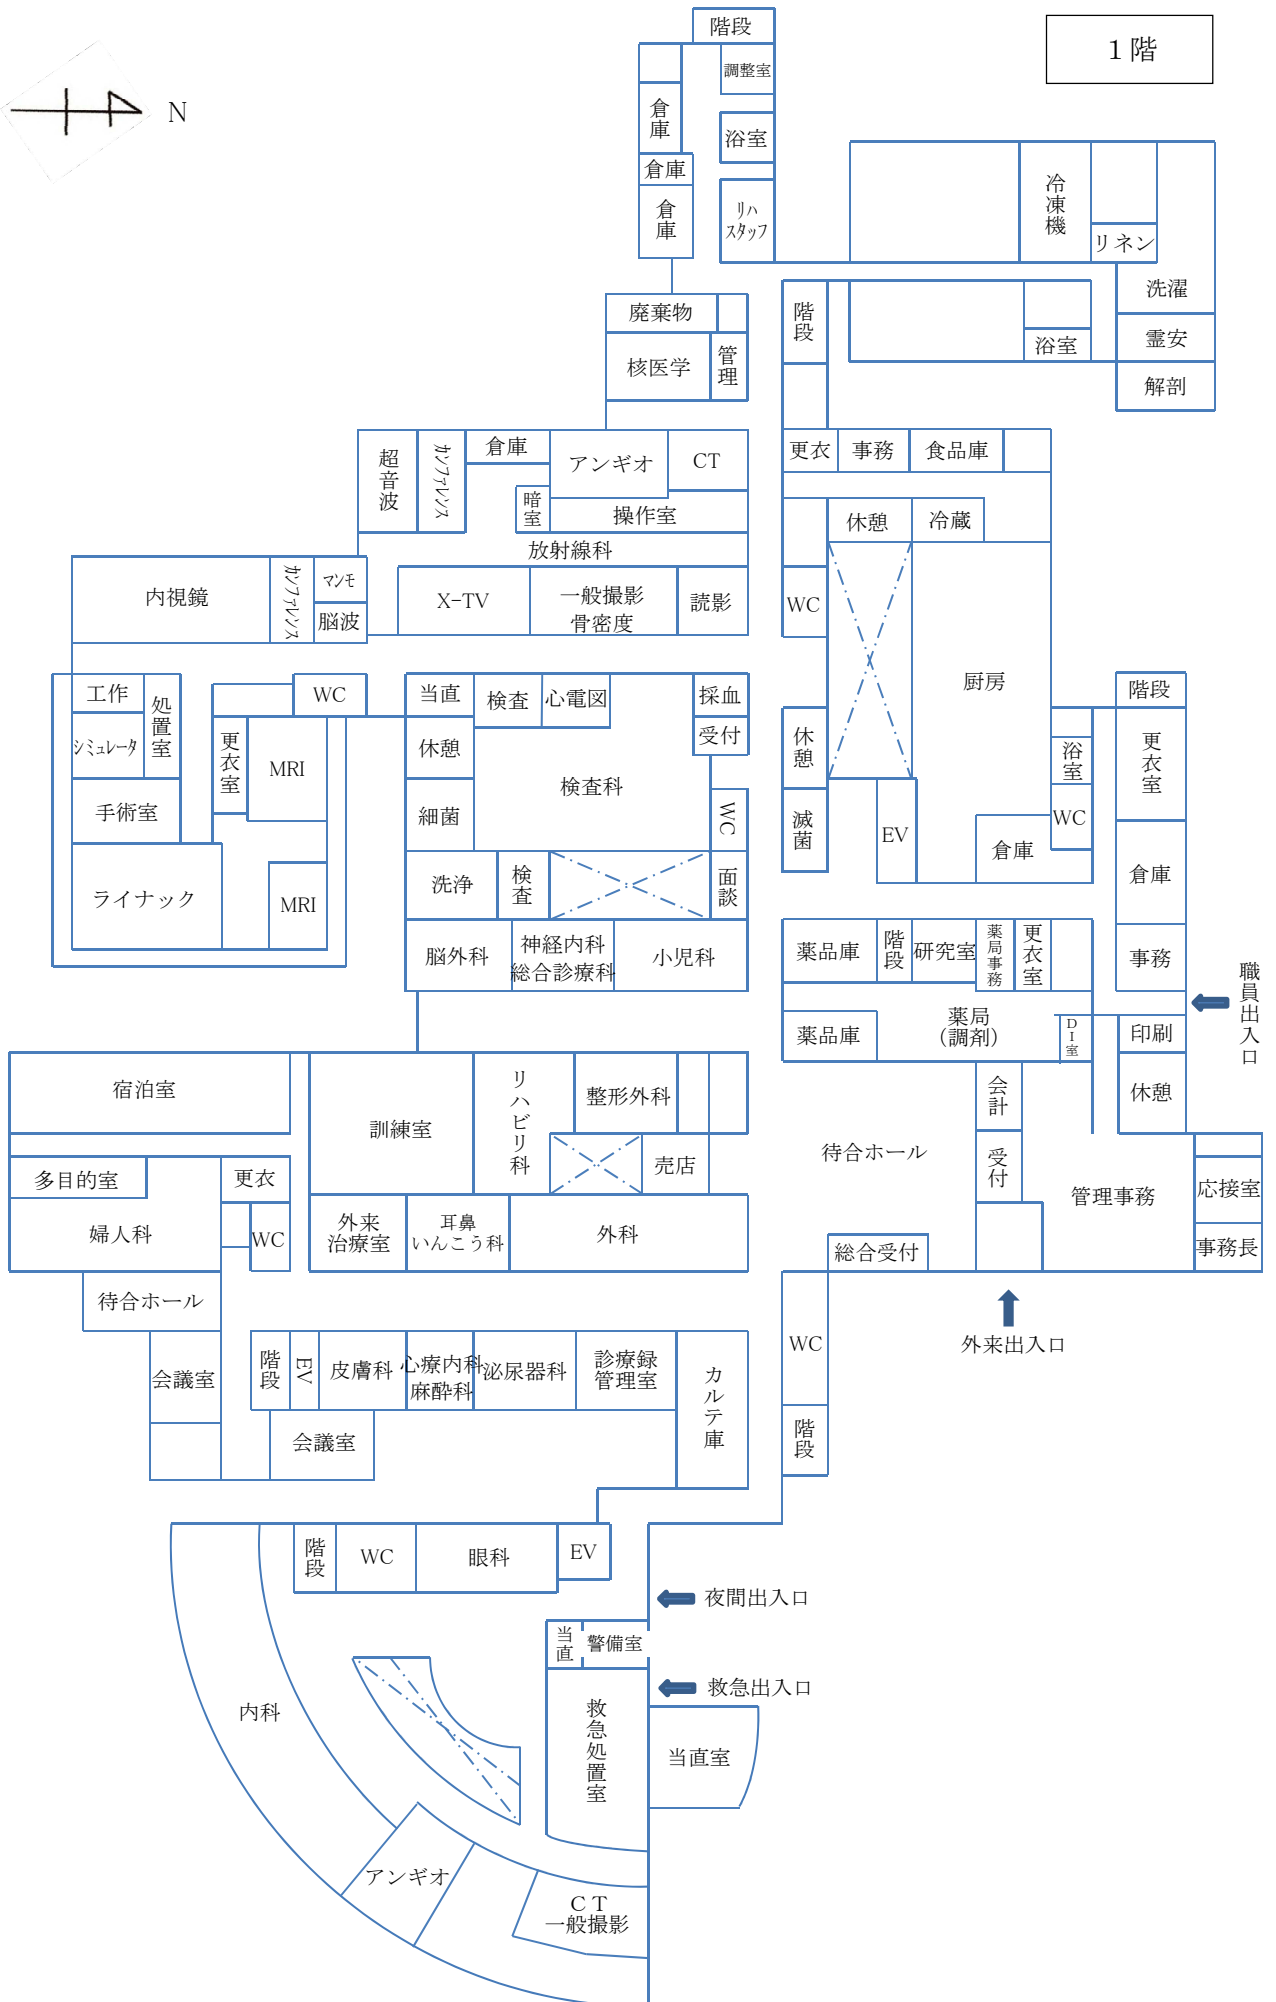 階段
1階
調整室
N
倉庫
浴室
倉庫
倉庫
リハ
スタッフ
冷凍機
リネン
洗濯
廃棄物
階段
霊安
浴室
核医学
管理
解剖
超音波
カンファレンス
倉庫
アンギオ
CT
更衣
事務
食品庫
暗室
操作室
休憩
冷蔵
放射線科
内視鏡
カンファレンス
マンモ
脳波
X-TV
一般撮影
骨密度
読影
WC
厨房
工作
処置室
WC
当直
検査
心電図
採血
階段
シミュレータ
更衣室
MRI
休憩
受付
休憩
浴室
更衣室
検査科
手術室
細菌
WC
滅菌
EV
WC
倉庫
倉庫
ライナック
MRI
洗浄
検査
面談
脳外科
神経内科
総合診療科
小児科
薬品庫
階段
研究室
薬局事務
更衣室
事務
職員出入口
薬品庫
薬局
(調剤)
DI室
印刷
宿泊室
訓練室
リハビリ科
整形外科
会計
休憩
待合ホール
多目的室
更衣
売店
受付
管理事務
応接室
婦人科
WC
外来
治療室
耳鼻
いんこう科
外科
総合受付
事務長
待合ホール
WC
外来出入口
会議室
階段
EV
皮膚科
心療内科
麻酔科
泌尿器科
診療録
管理室
カルテ庫
会議室
階段
階段
WC
眼科
EV
夜間出入口
当直
警備室
救急出入口
内科
救急処置室
当直室
アンギオ
CT
一般撮影